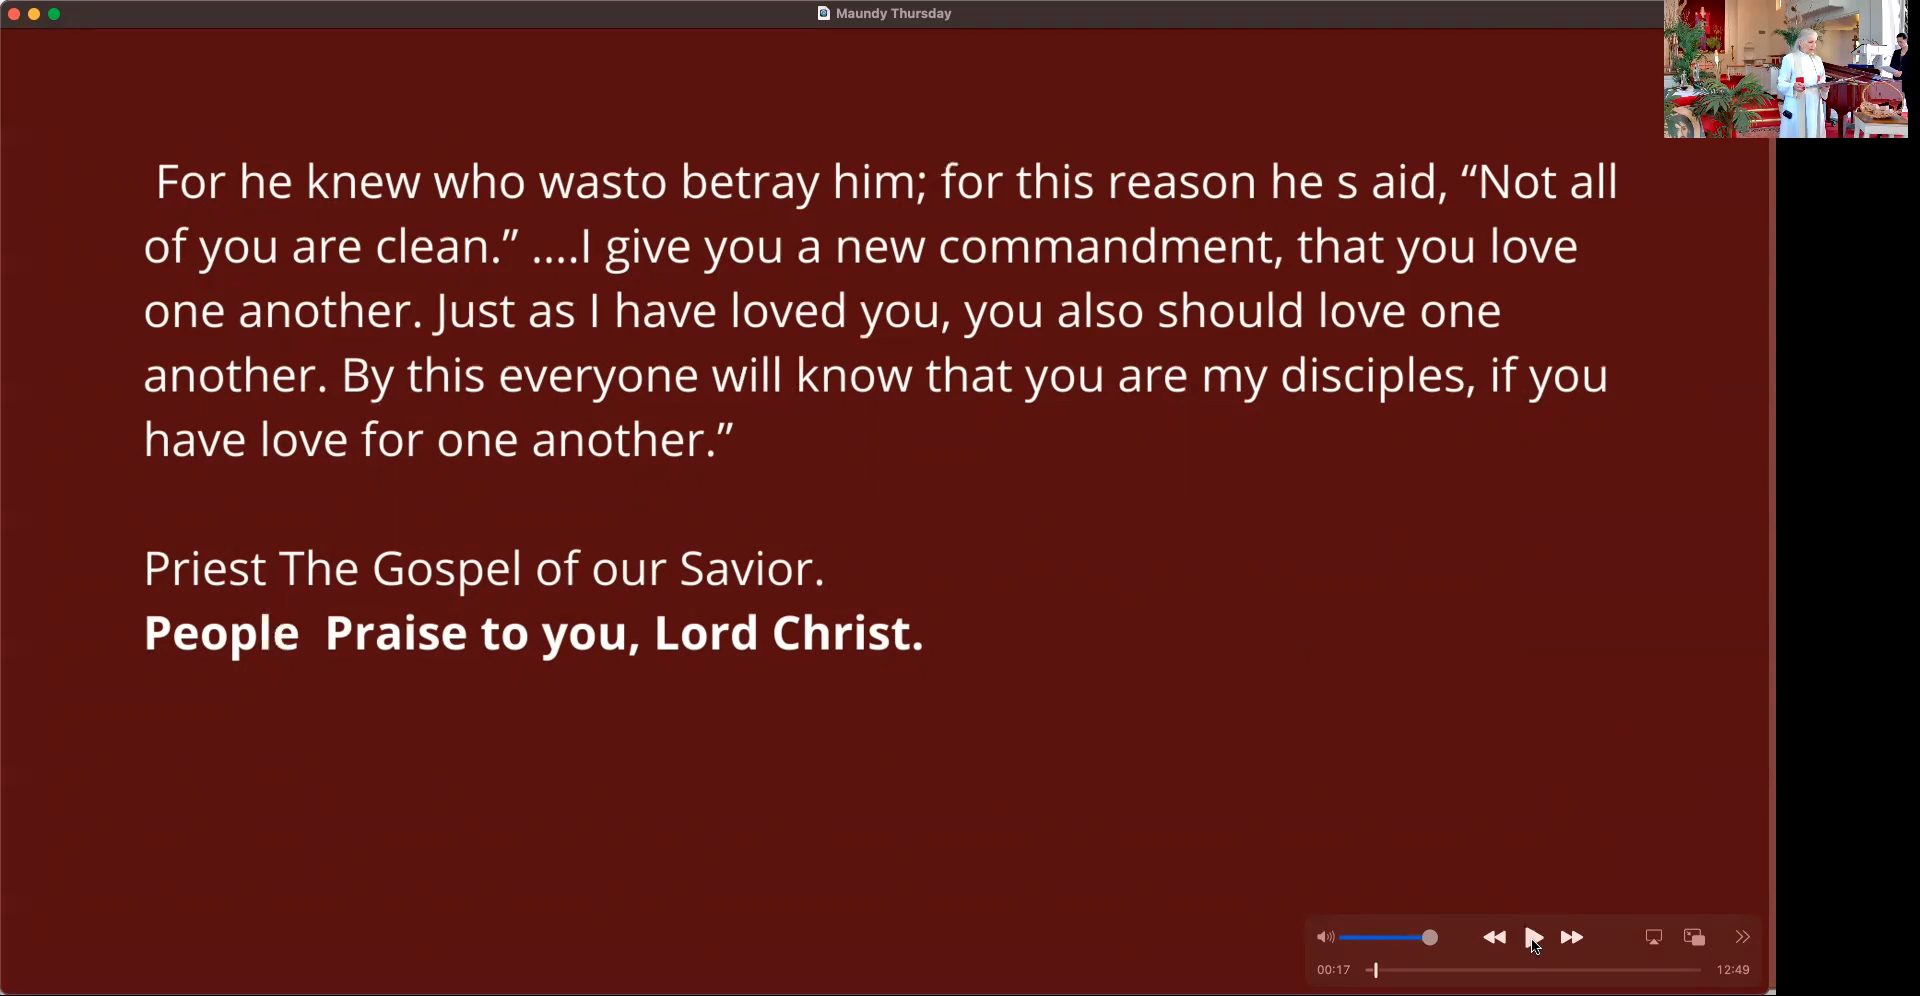 Maundy Thursday
For he knew who wasto betray him; for this reason he s aid, “Not all
of you are clean.” ....I give you a new commandment, that you love
one another. Just as I have loved you, you also should love one
another. By this everyone will know that you are my disciples, if you
have love for one another.”
Priest The Gospel of our Savior.
People  Praise to you, Lord Christ.
00:17
12:49